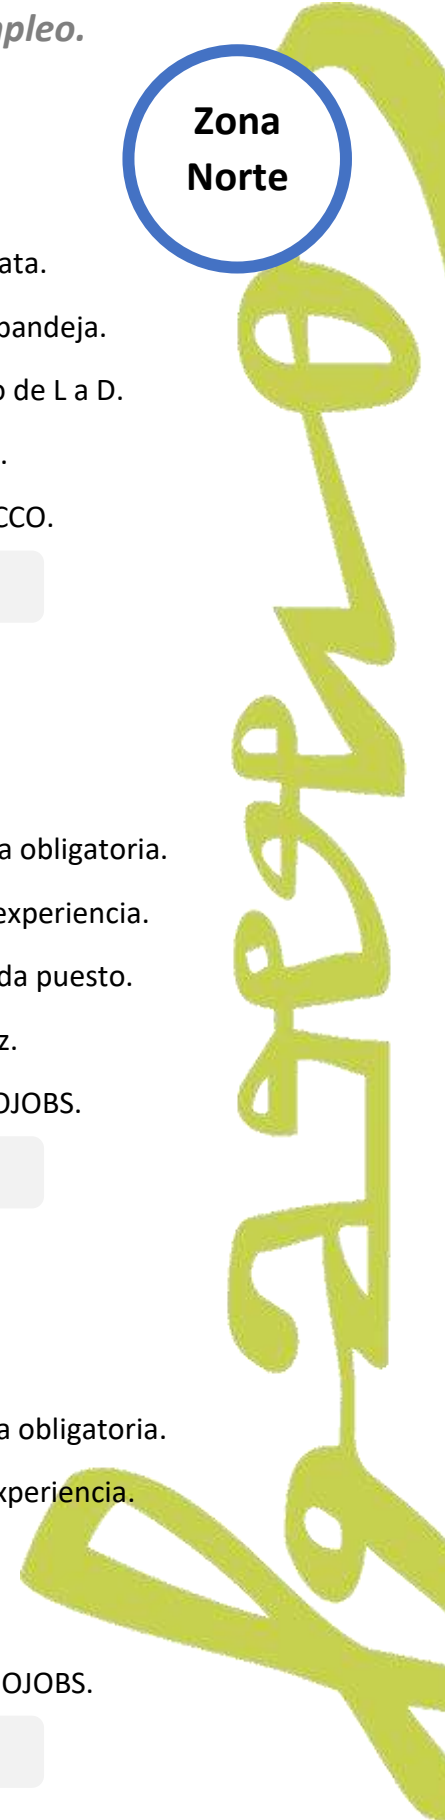 pleo.
Zona
Norte
ata.
bandeja.
o de L a D.
.
CCO.
a obligatoria.
experiencia.
da puesto.
z.
OJOBS.
a obligatoria.
xperiencia.
OJOBS.